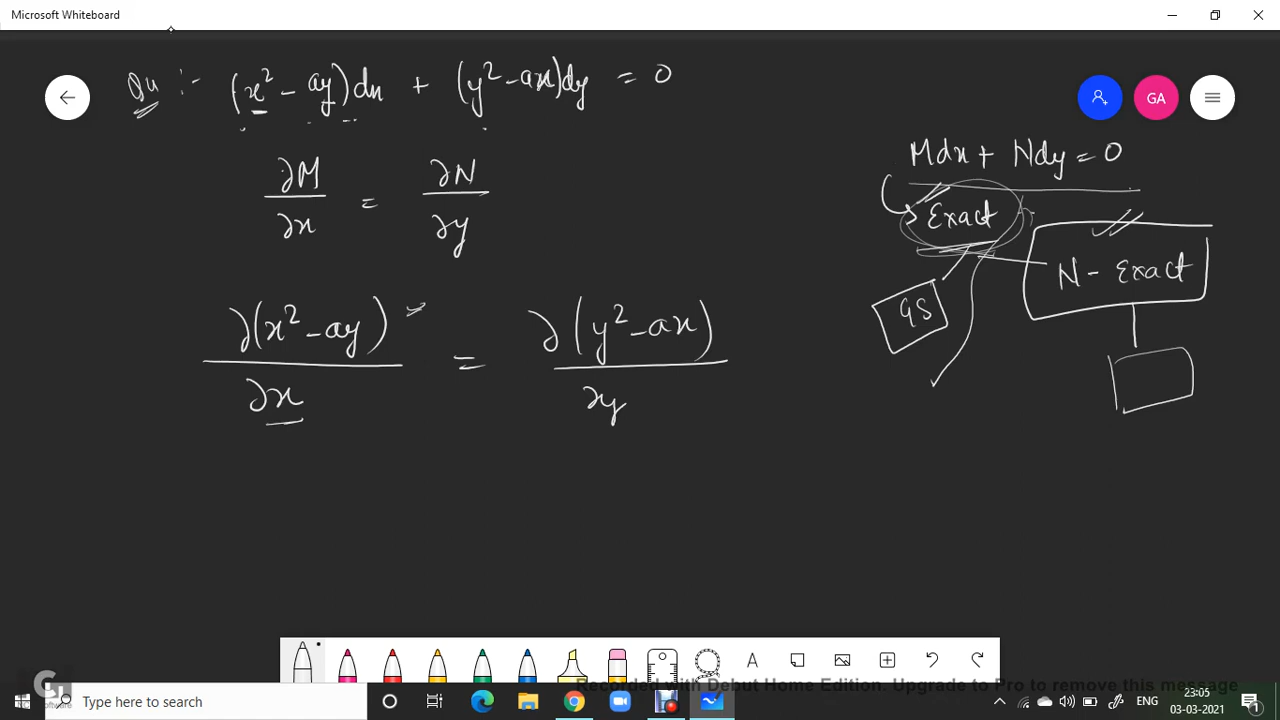 Microsoft Whiteboard
Qu :- (x² - ay)dx + (y² - ax)dy = 0
GA
Mdx + Ndy = 0
∂M/∂x = ∂N/∂y
Exact
N - Exact
GS
∂(x² - ay)/∂x = ∂(y² - ax)/∂y
A
Recorded with Debut Home Edition. Upgrade to Pro to remove this message
Software
Type here to search
ENG
23:05
03-03-2021
1